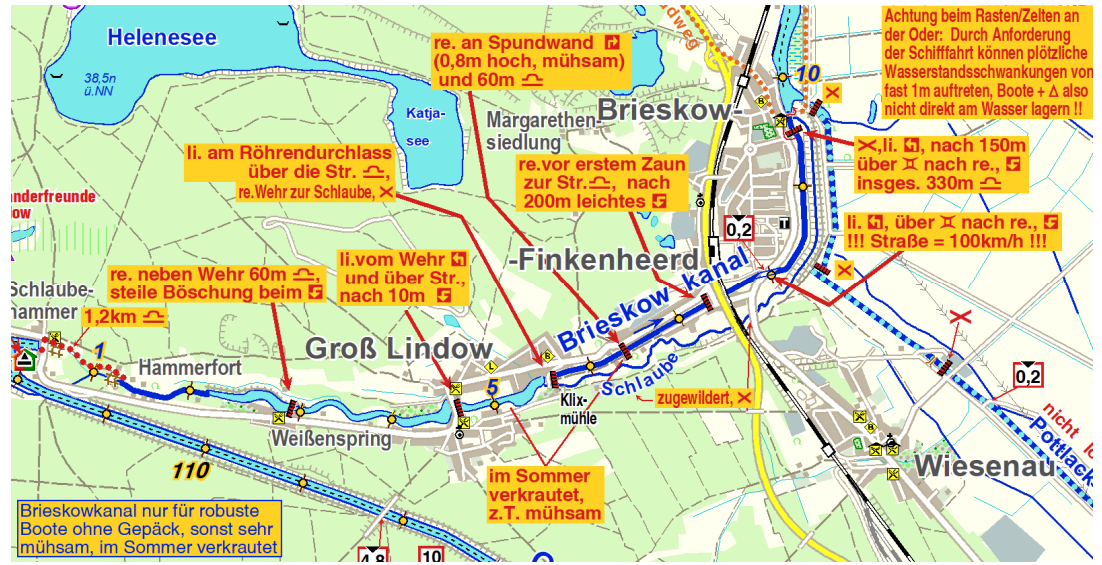 Helenesee
38,5n
ü.NN
Katja-
see
re. an Spundwand
(0,8m hoch, mühsam)
und 60m
Margarethen-
siedlung
Brieskow-
10
Achtung beim Rasten/Zelten an
der Oder: Durch Anforderung
der Schifffahrt können plötzliche
Wasserstandsschwankungen von
fast 1m auftreten, Boote + Δ also
nicht direkt am Wasser lagern !!
li. am Röhrendurchlass
über die Str.
re.Wehr zur Schlaube,
re.vor erstem Zaun
zur Str. , nach
200m leichtes
,li. , nach 150m
über nach re.,
insges. 330m
li. , über nach re.,
!!! Straße = 100km/h !!!
0,2
-Finkenheerd
Brieskow kanal
anderfreunde
ow
Schlaube-
hammer
re. neben Wehr 60m ,
steile Böschung beim
1,2km
li.vom Wehr
und über Str.,
nach 10m
1
Hammerfort
Groß Lindow
L
B
B
B
5
Weißenspring
Klix-
mühle
Schlaube
zugewildert,
0,2
nicht
Pottlack
Wiesenau
110
im Sommer
verkrautet,
z.T. mühsam
Brieskowkanal nur für robuste
Boote ohne Gepäck, sonst sehr
mühsam, im Sommer verkrautet
4,8
10